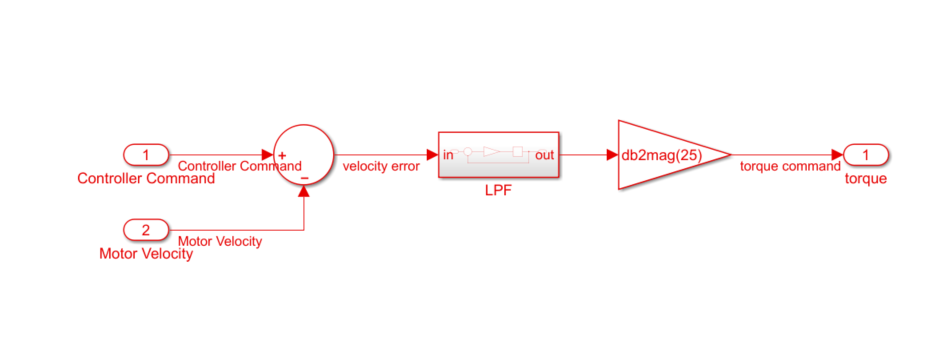 1
Controller Command
Controller Command
+
−
velocity error
in
out
LPF
db2mag(25)
torque command
1
torque
2
Motor Velocity
Motor Velocity